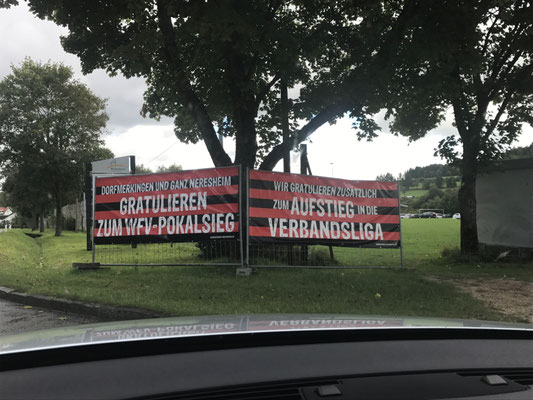 DORFMERKINGEN UND GANZ NERESHEIM
GRATULIEREN
ZUM WFV-POKALSIEG
WIR GRATULIEREN ZUSÄTZLICH
ZUM AUFSTIEG IN DIE
VERBANDSLIGA